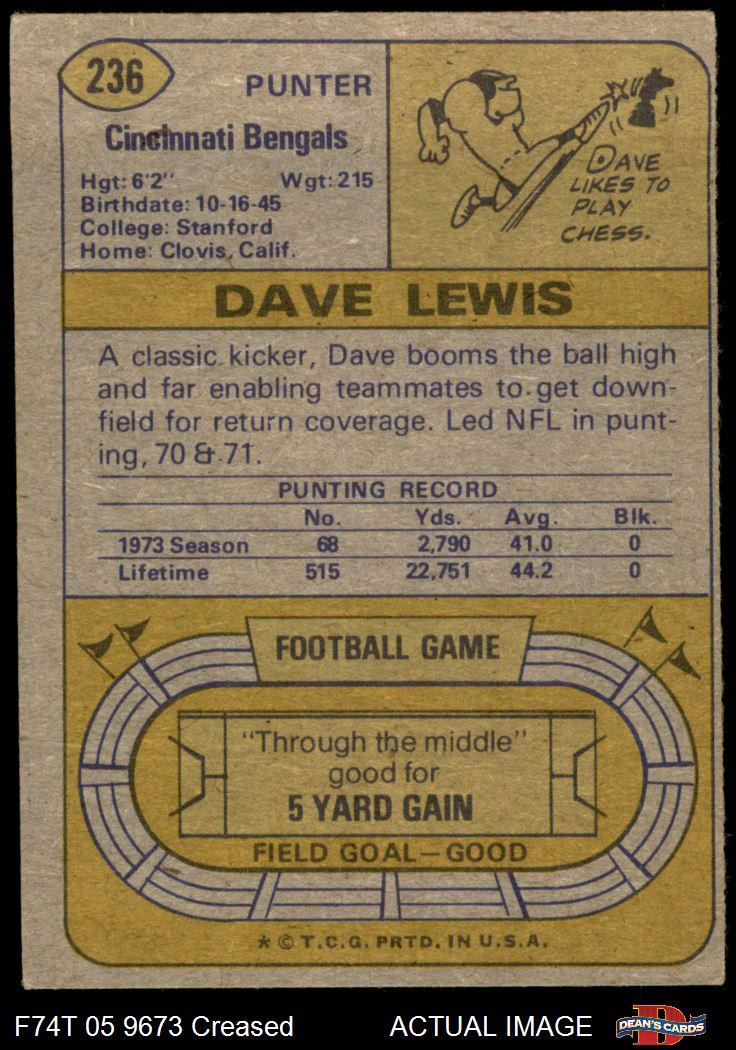 236
PUNTER
Cincinnati Bengals
Hgt: 6'2" Wgt: 215
Birthdate: 10-16-45
College: Stanford
Home: Clovis, Calif.
DAVE
LIKES TO
PLAY
CHESS.
DAVE LEWIS
A classic kicker, Dave booms the ball high
and far enabling teammates to get down-
field for return coverage. Led NFL in punt-
ing, 70 & 71.
PUNTING RECORD
No. Yds. Avg. Blk.
1973 Season 68 2,790 41.0 0
Lifetime 515 22,751 44.2 0
FOOTBALL GAME
"Through the middle"
good for
5 YARD GAIN
FIELD GOAL—GOOD
* © T.C.G. PRTD. IN U.S.A.
F74T 05 9673 Creased ACTUAL IMAGE
D
DEAN'S CARDS